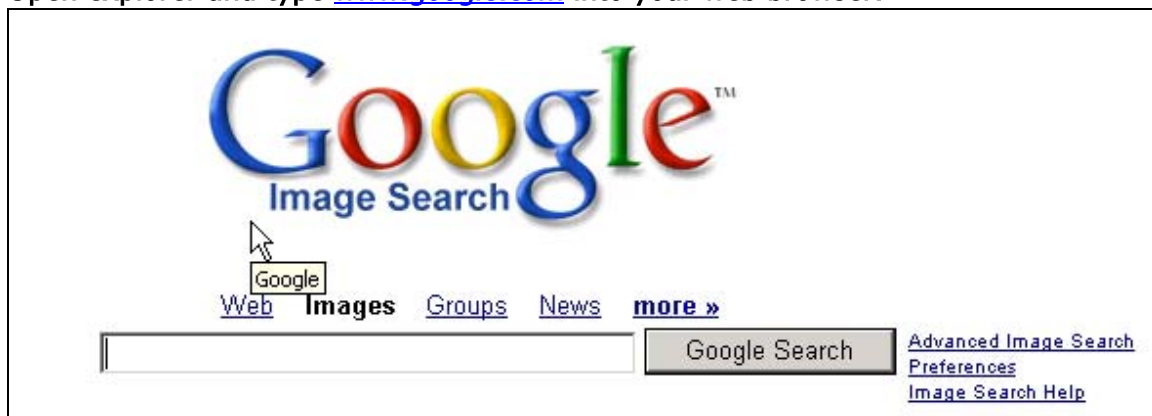 Google™
Image Search
Google
Web Images Groups News more »
Google Search
Advanced Image Search
Preferences
Image Search Help